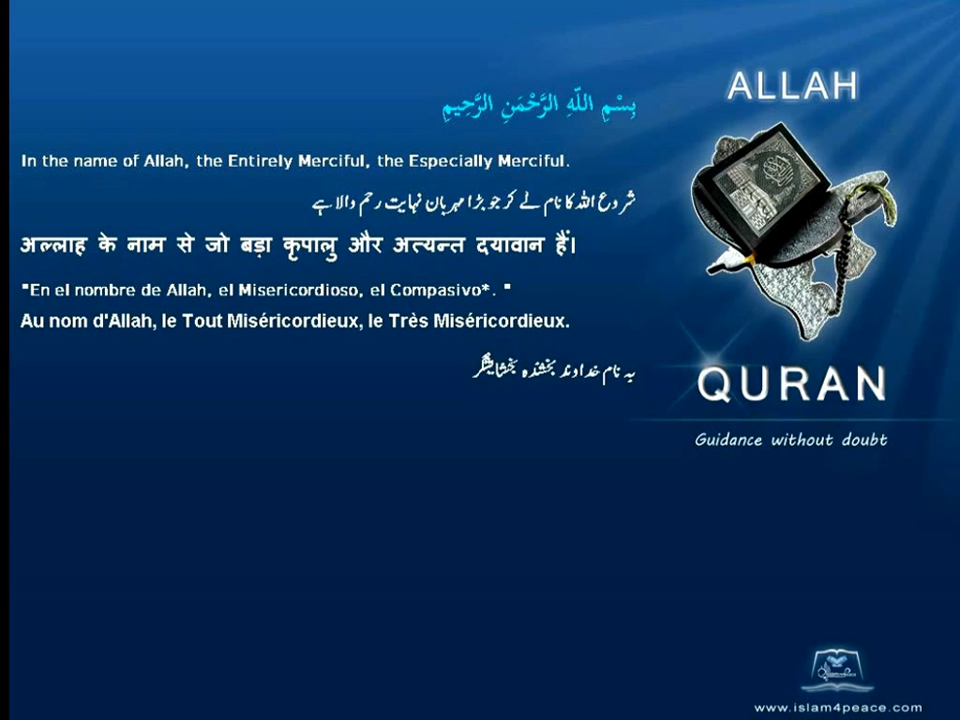 بِسْمِ اللَّهِ الرَّحْمَنِ الرَّحِيمِ
In the name of Allah, the Entirely Merciful, the Especially Merciful.
شروع اللہ کا نام لے کر جو بڑا مہربان نہایت رحم والا ہے
अल्लाह के नाम से जो बड़ा कृपालु और अत्यन्त दयावान हैं।
"En el nombre de Allah, el Misericordioso, el Compasivo*. "
Au nom d'Allah, le Tout Miséricordieux, le Très Miséricordieux.
به نام خداوند بخشنده بخشایشگر
ALLAH
QURAN
Guidance without doubt
www.islam4peace.com